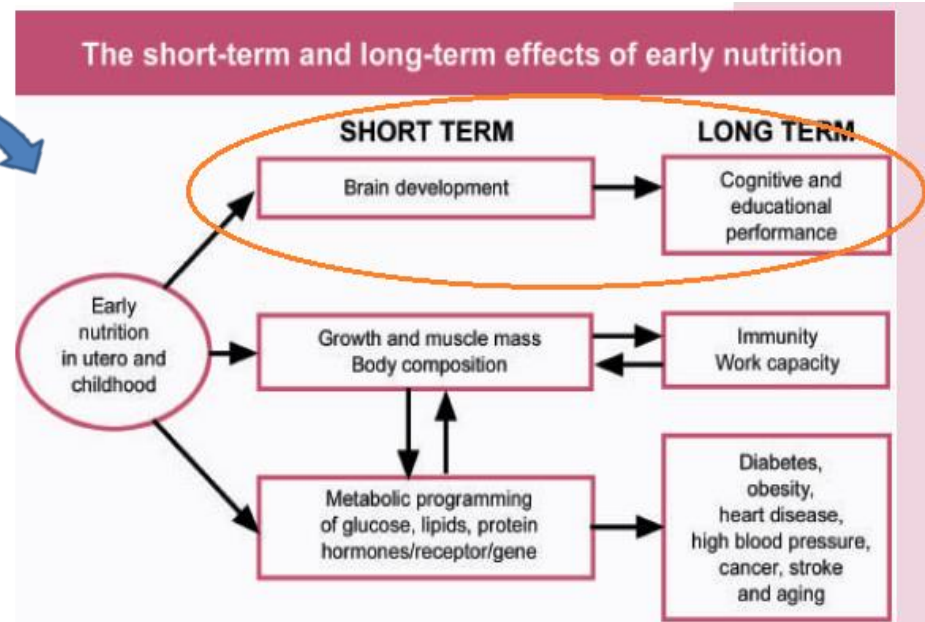 The short-term and long-term effects of early nutrition
SHORT TERM
LONG TERM
Brain development
Cognitive and
educational
performance
Early
nutrition
in utero and
childhood
Growth and muscle mass
Body composition
Immunity
Work capacity
Metabolic programming
of glucose, lipids, protein
hormones/receptor/gene
Diabetes,
obesity,
heart disease,
high blood pressure,
cancer, stroke
and aging